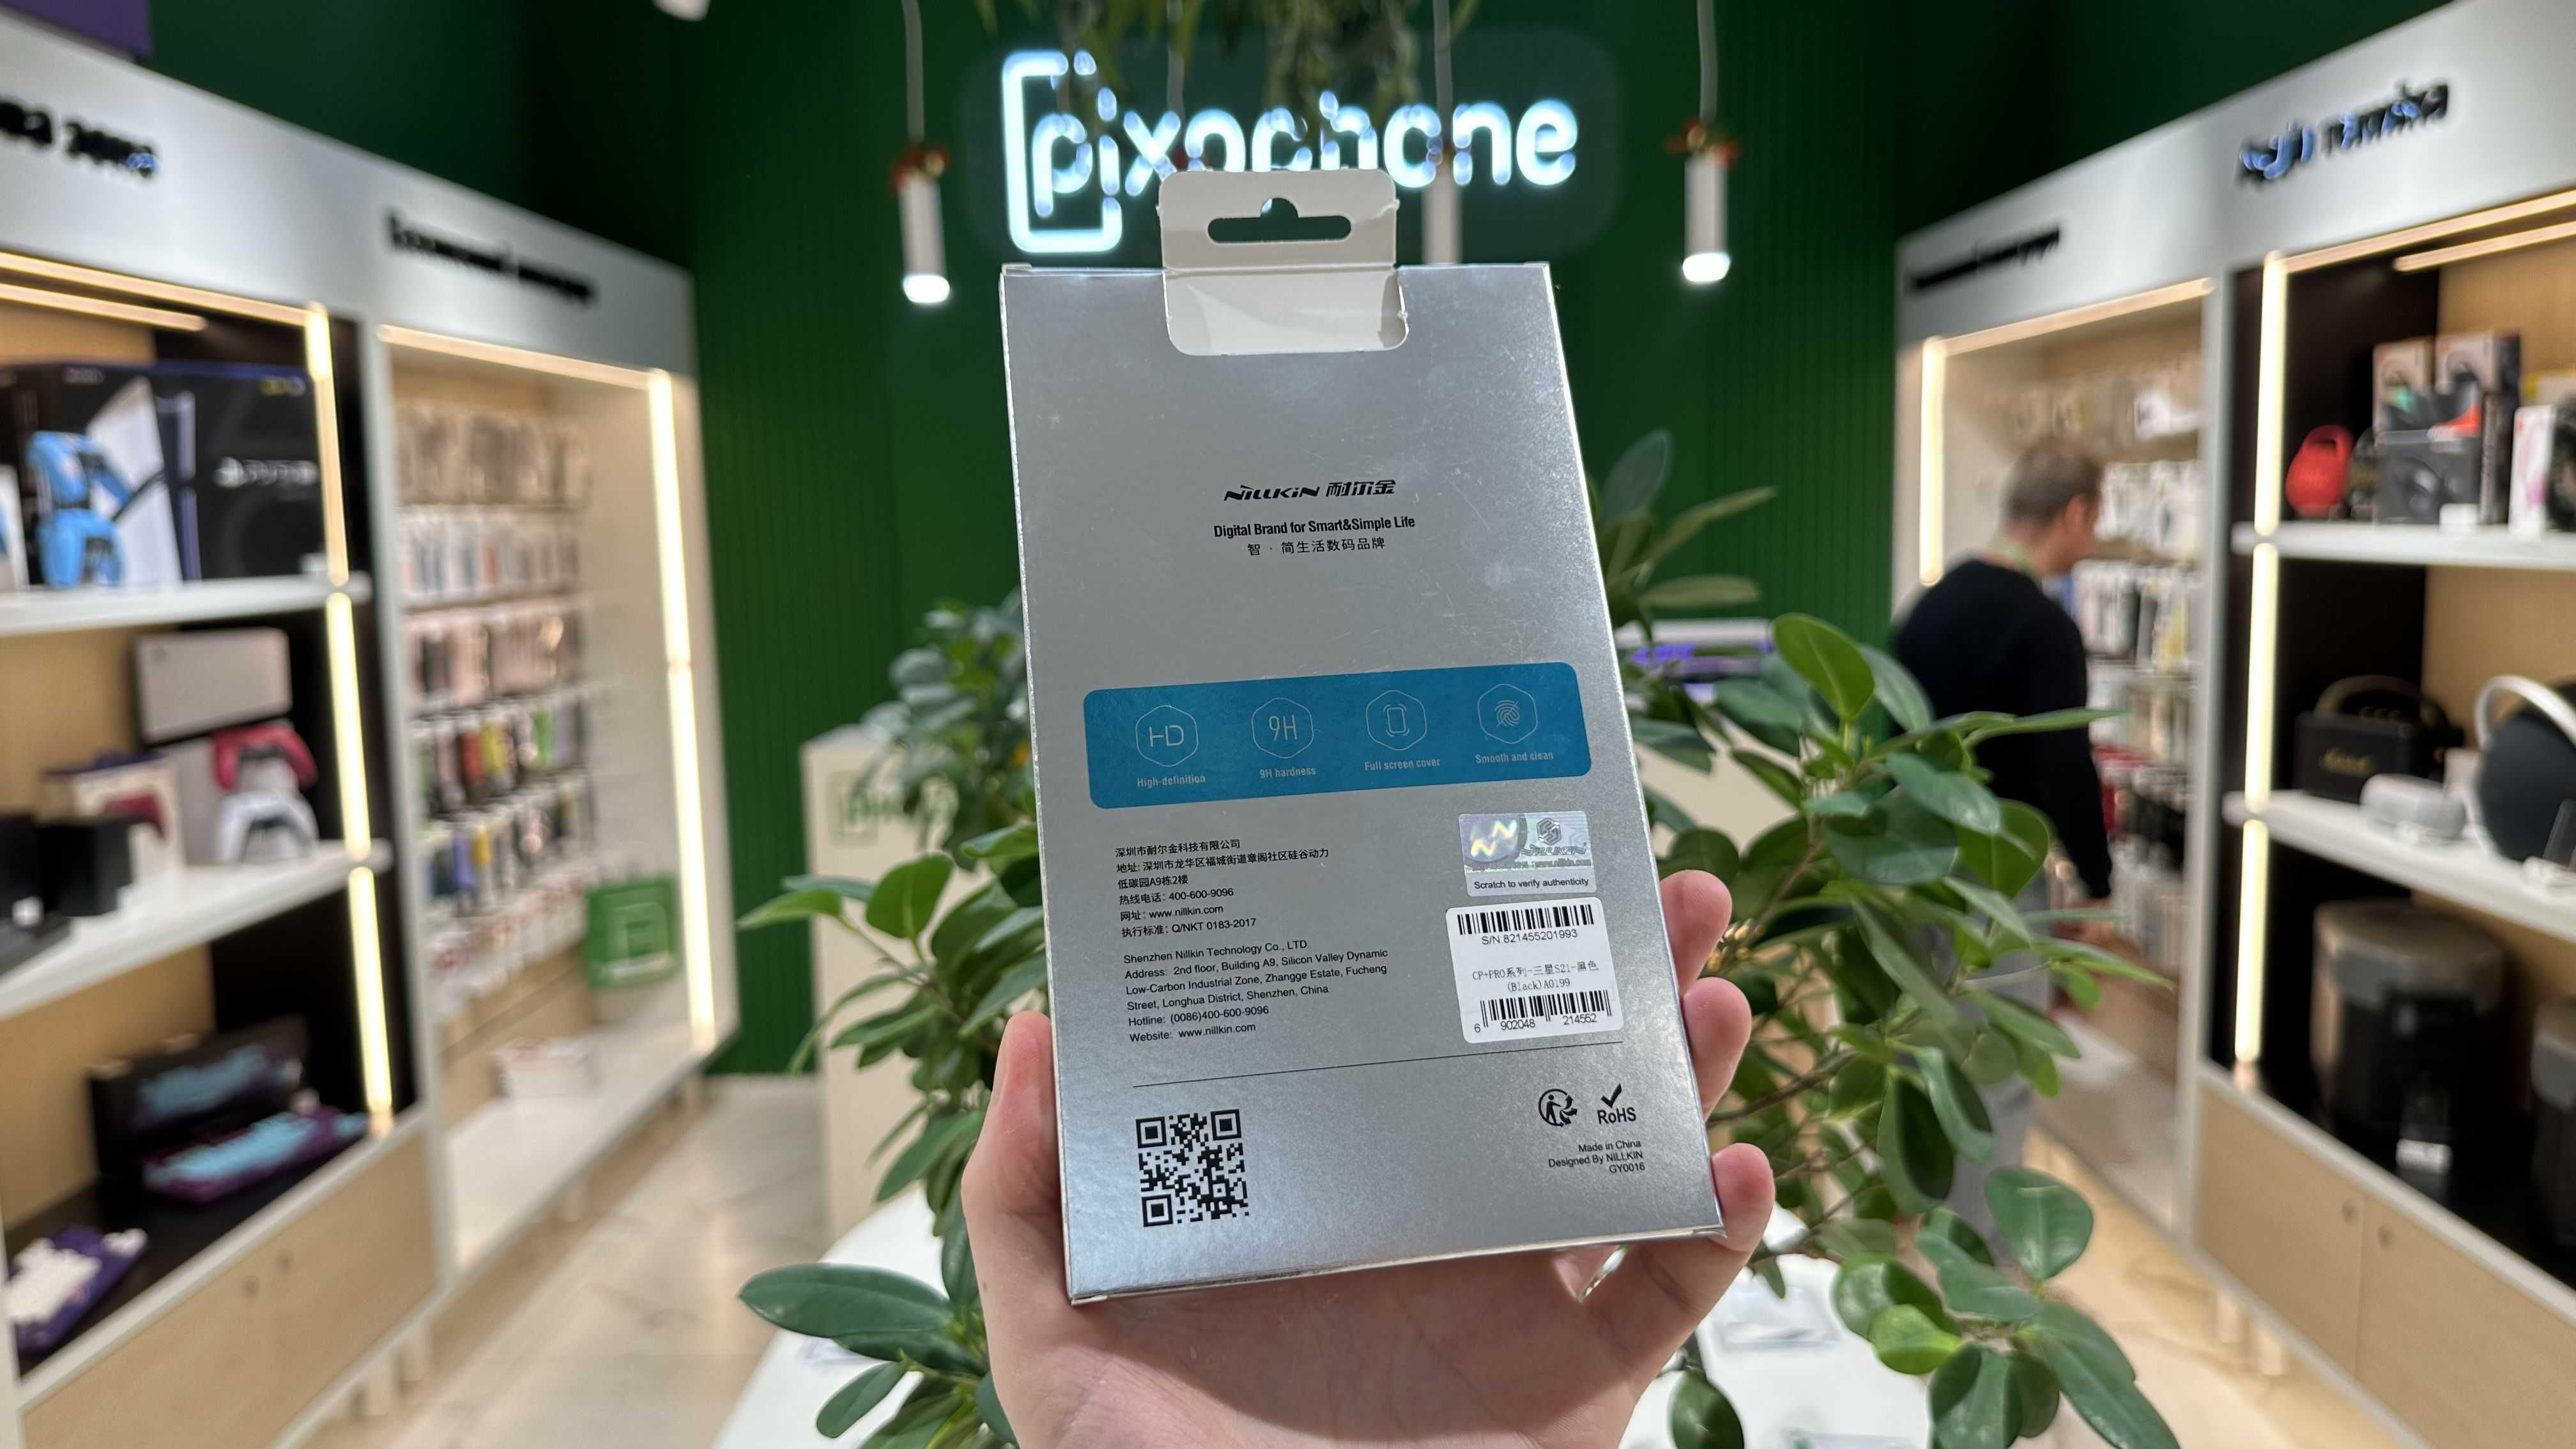 pixophone
NILLKIN 耐尔金
Digital Brand for Smart&Simple Life
智 · 简生活数码品牌
HD
9H
High-definition
9H hardness
Full screen cover
Smooth and clean
深圳市耐尔金科技有限公司
地址: 深圳市龙华区福城街道章阁社区硅谷动力
低碳园A9栋2楼
热线电话: 400-600-9096
网址: www.nillkin.com
执行标准: Q/NKT 0183-2017
Shenzhen Nillkin Technology Co., LTD.
Address: 2nd floor, Building A9, Silicon Valley Dynamic
Low-Carbon Industrial Zone, Zhangge Estate, Fucheng
Street, Longhua District, Shenzhen, China
Hotline: (0086)400-600-9096
Website: www.nillkin.com
Scratch to verify authenticity
S/N 821455201993
CP+PRO系列-三星S21-黑色
(Black)A0199
6 902048 214552
RoHS
Made in China
Designed By NILLKIN
GY0016